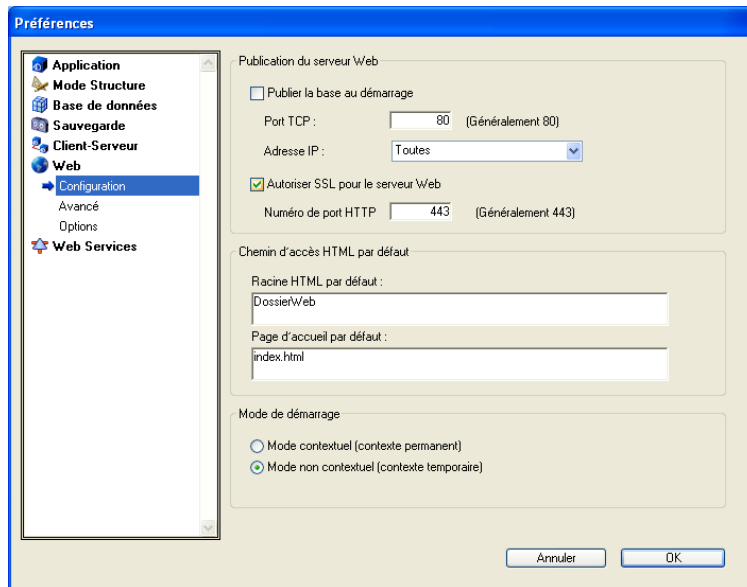 Préférences
Application
Mode Structure
Base de données
Sauvegarde
Client-Serveur
Web
Configuration
Avancé
Options
Web Services
Publication du serveur Web
Publier la base au démarrage
Port TCP : 80 (Généralement 80)
Adresse IP : Toutes
Autoriser SSL pour le serveur Web
Numéro de port HTTP 443 (Généralement 443)
Chemin d'accès HTML par défaut
Racine HTML par défaut :
DossierWeb
Page d'accueil par défaut :
index.html
Mode de démarrage
Mode contextuel (contexte permanent)
Mode non contextuel (contexte temporaire)
Annuler OK